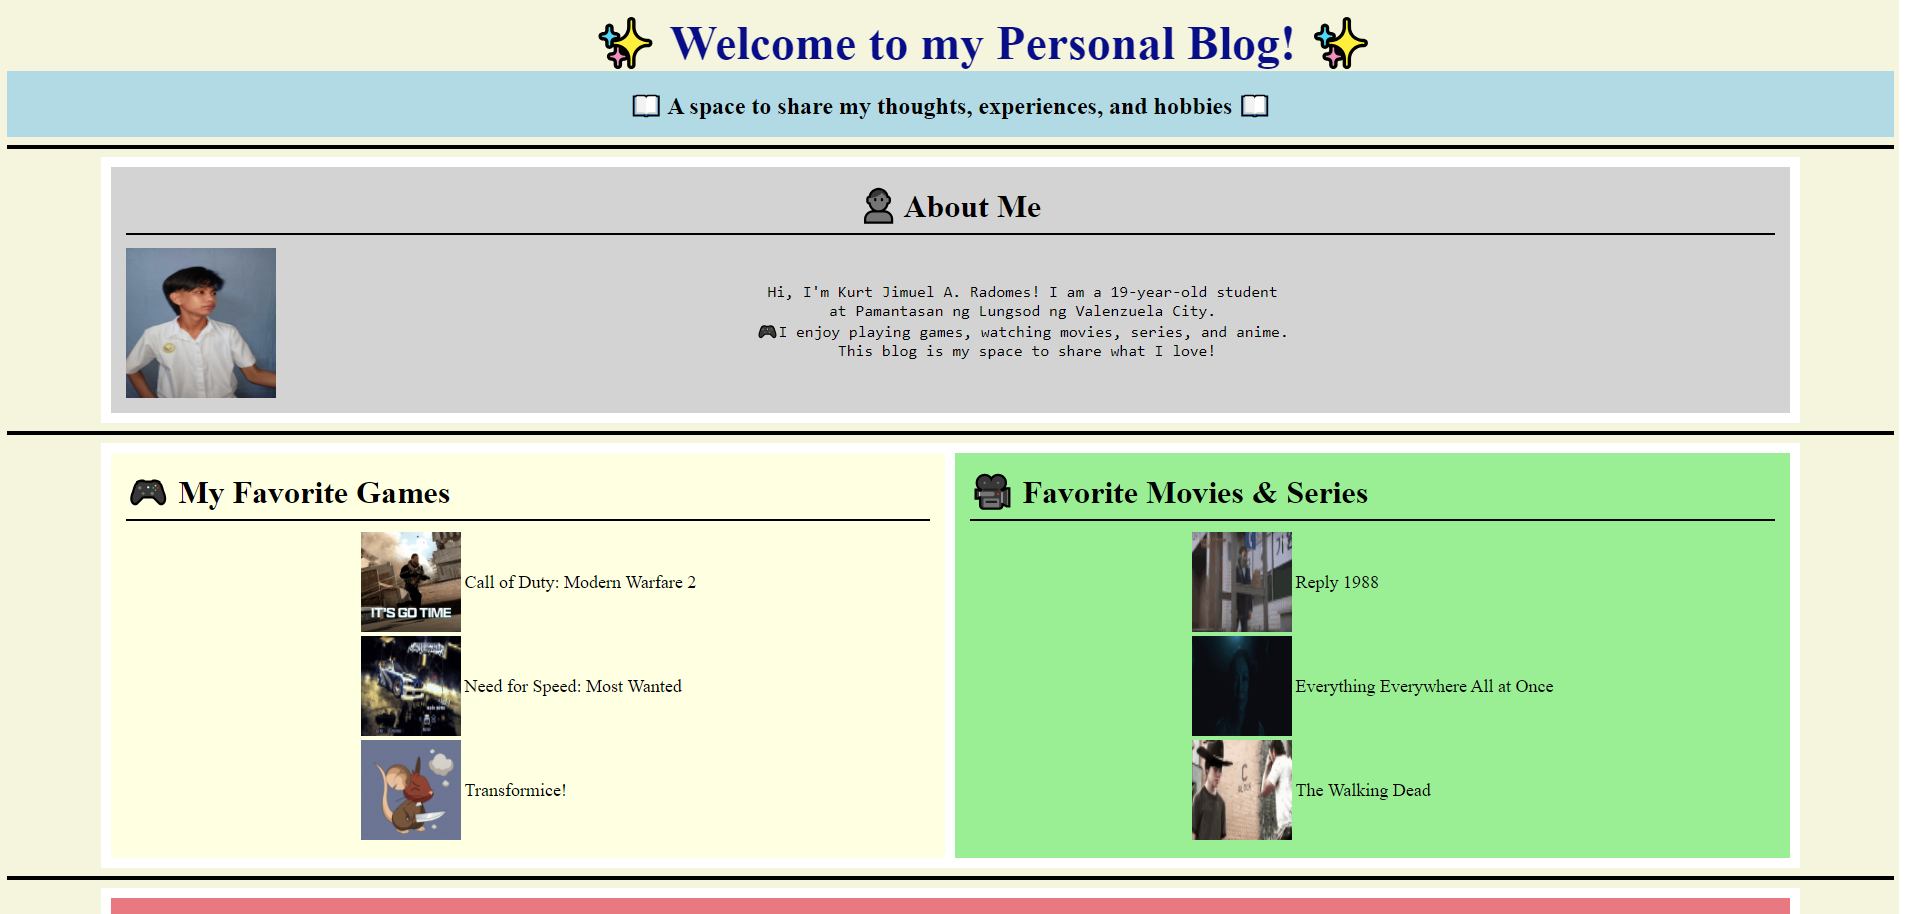 ✨ Welcome to my Personal Blog! ✨
📖 A space to share my thoughts, experiences, and hobbies 📖
👤 About Me
Hi, I'm Kurt Jimuel A. Radomes! I am a 19-year-old student
at Pamantasan ng Lungsod ng Valenzuela City.
🎮I enjoy playing games, watching movies, series, and anime.
This blog is my space to share what I love!
🎮 My Favorite Games
IT'S GO TIME
Call of Duty: Modern Warfare 2
Need for Speed: Most Wanted
Transformice!
🎥 Favorite Movies & Series
Reply 1988
Everything Everywhere All at Once
The Walking Dead